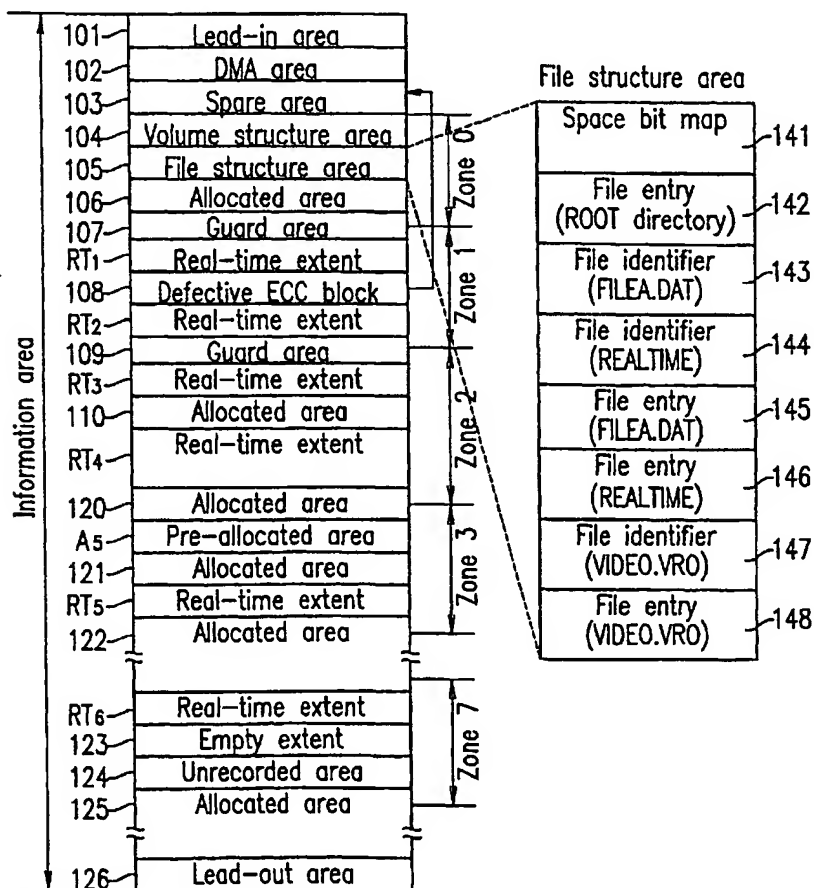 Information area
101 Lead-in area
102 DMA area
103 Spare area
104 Volume structure area
105 File structure area
106 Allocated area
107 Guard area
RT1 Real-time extent
108 Defective ECC block
RT2 Real-time extent
109 Guard area
RT3 Real-time extent
110 Allocated area
RT4 Real-time extent
120 Allocated area
A5 Pre-allocated area
121 Allocated area
RT5 Real-time extent
122 Allocated area
RT6 Real-time extent
123 Empty extent
124 Unrecorded area
125 Allocated area
126 Lead-out area
Zone 0
Zone 1
Zone 2
Zone 3
Zone 7
File structure area
Space bit map 141
File entry
(ROOT directory) 142
File identifier
(FILEA.DAT) 143
File identifier
(REALTIME) 144
File entry
(FILEA.DAT) 145
File entry
(REALTIME) 146
File identifier
(VIDEO.VRO) 147
File entry
(VIDEO.VRO) 148